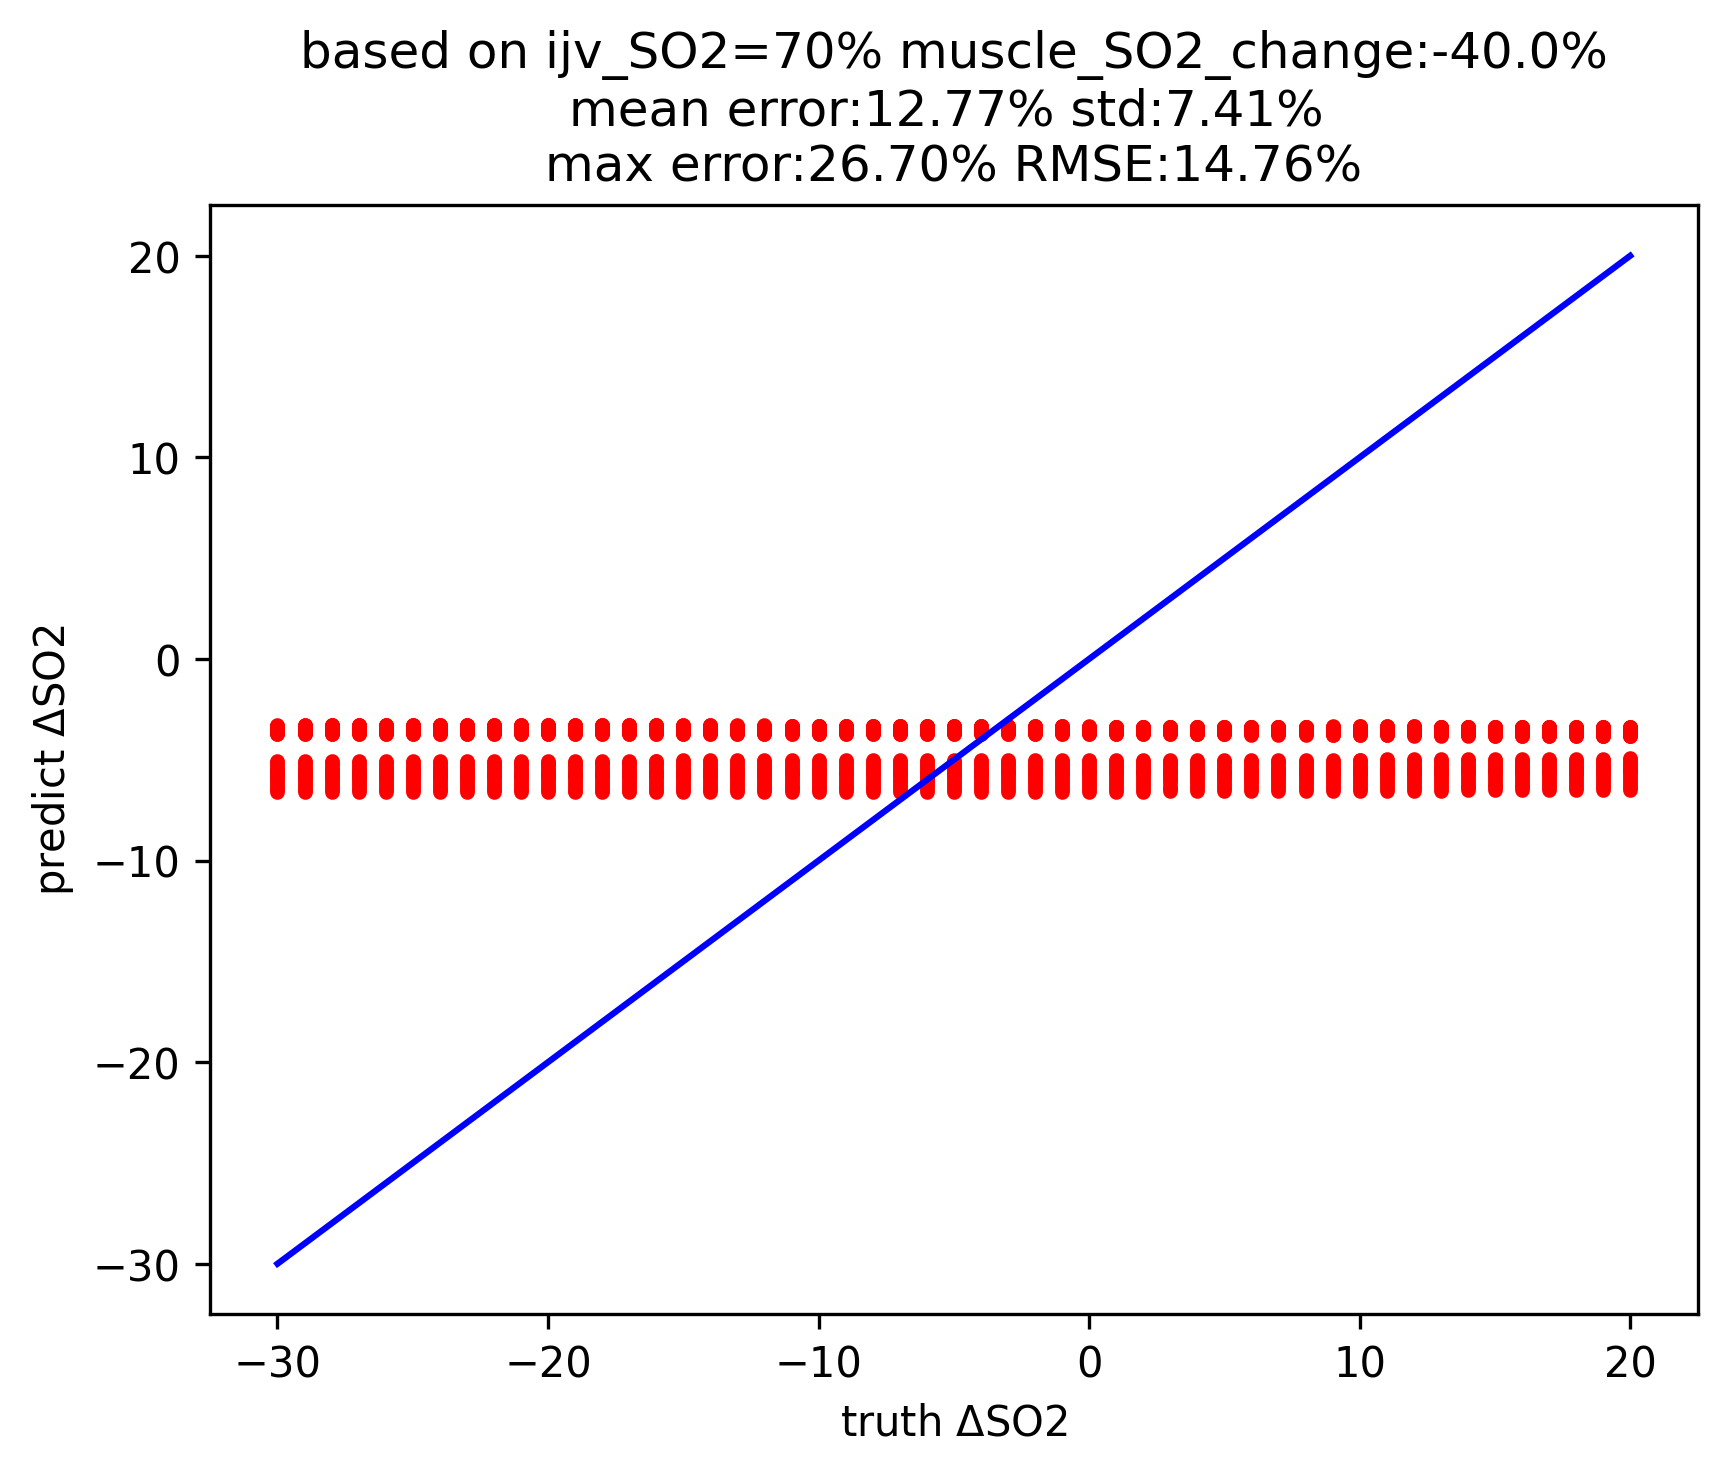 based on ijv_SO2=70% muscle_SO2_change:-40.0%
mean error:12.77% std:7.41%
max error:26.70% RMSE:14.76%
20
10
0
−10
−20
−30
predict ΔSO2
−30
−20
−10
0
10
20
truth ΔSO2